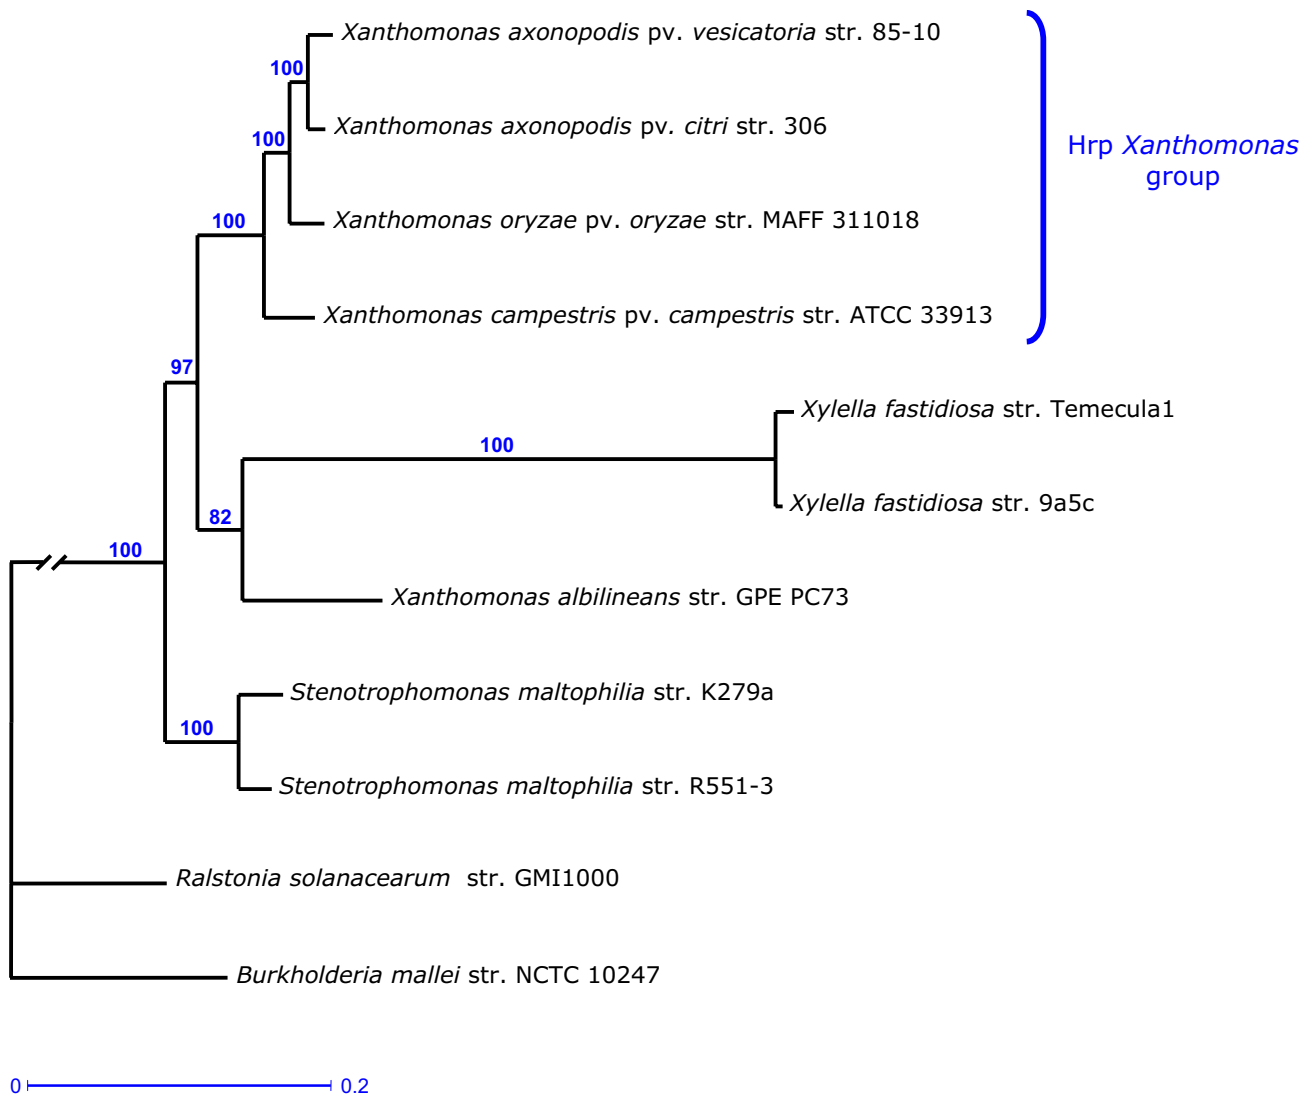 Xanthomonas axonopodis pv. vesicatoria str. 85-10
100
Xanthomonas axonopodis pv. citri str. 306
100
Hrp Xanthomonas
group
Xanthomonas oryzae pv. oryzae str. MAFF 311018
100
Xanthomonas campestris pv. campestris str. ATCC 33913
97
Xylella fastidiosa str. Temecula1
100
Xylella fastidiosa str. 9a5c
82
100
Xanthomonas albilineans str. GPE PC73
Stenotrophomonas maltophilia str. K279a
100
Stenotrophomonas maltophilia str. R551-3
Ralstonia solanacearum str. GMI1000
Burkholderia mallei str. NCTC 10247
0 0.2